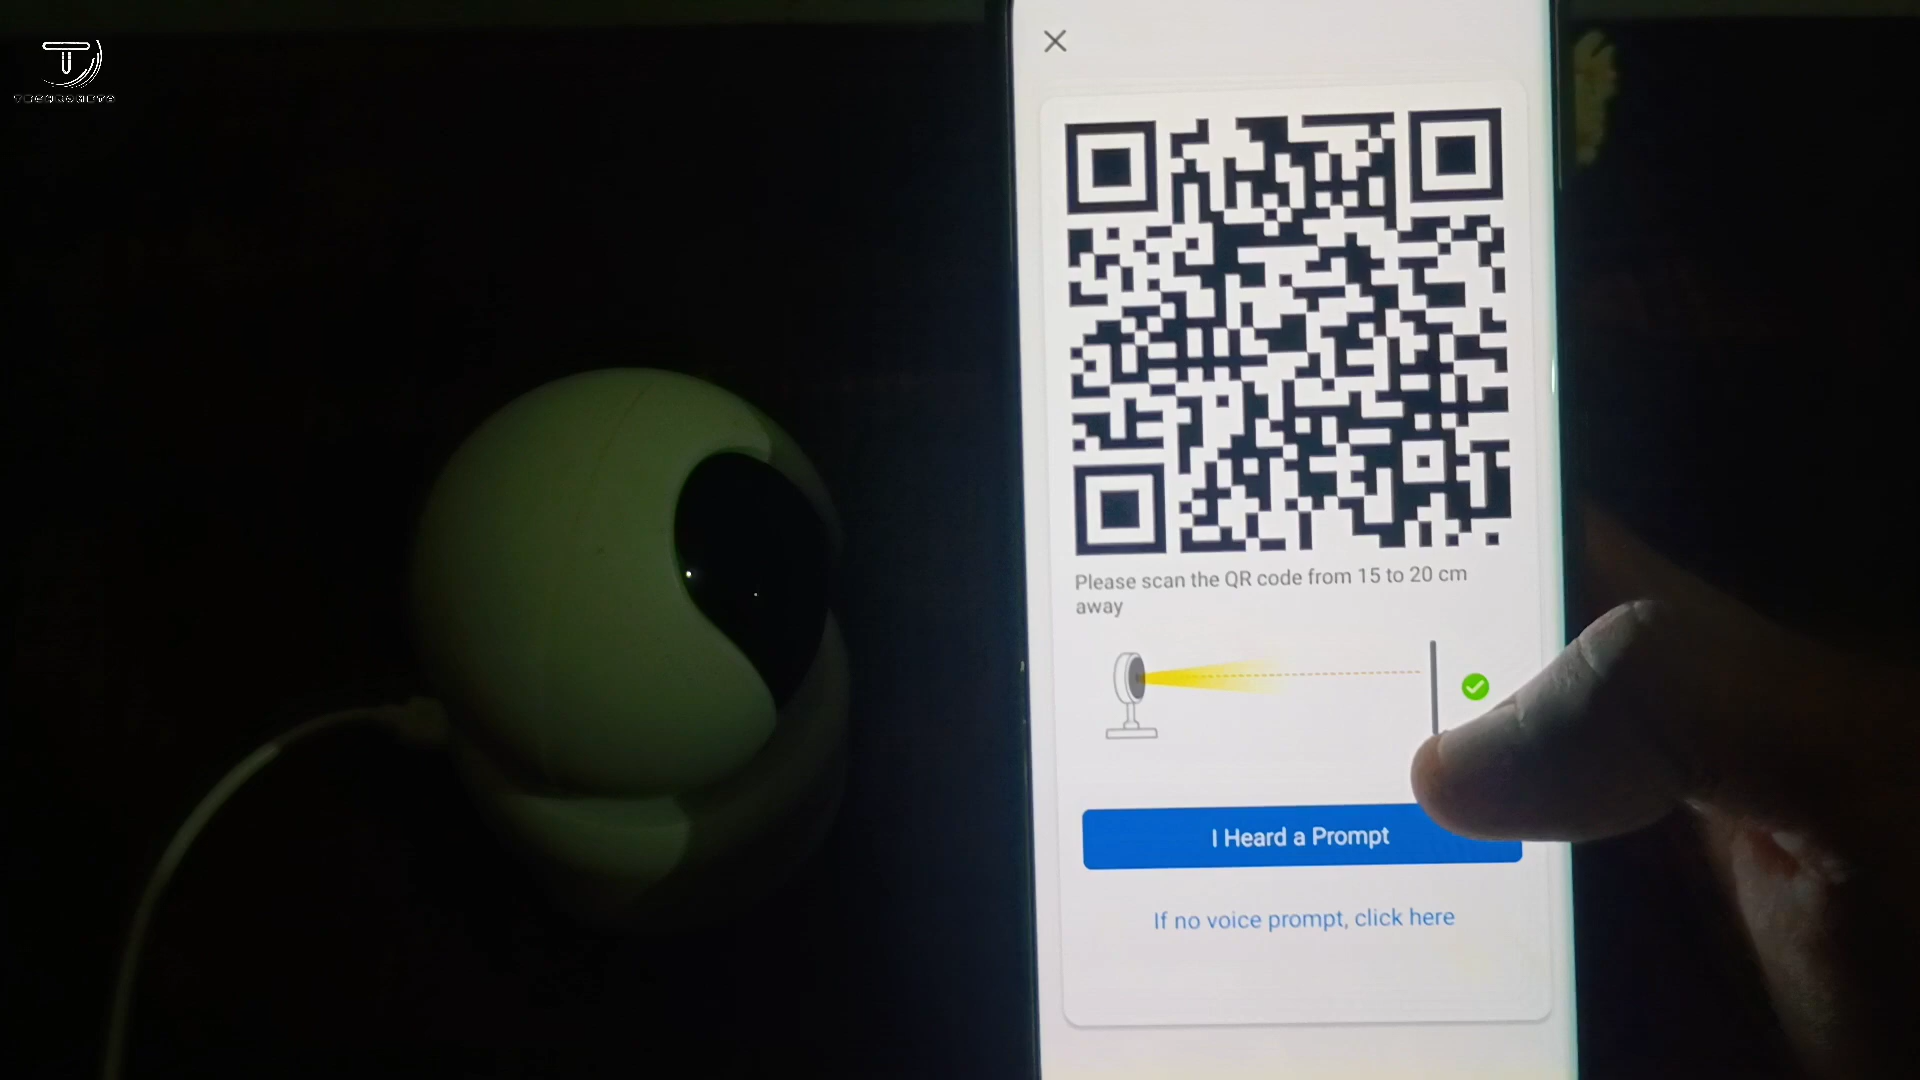 Please scan the QR code from 15 to 20 cm
away
I Heard a Prompt
If no voice prompt, click here